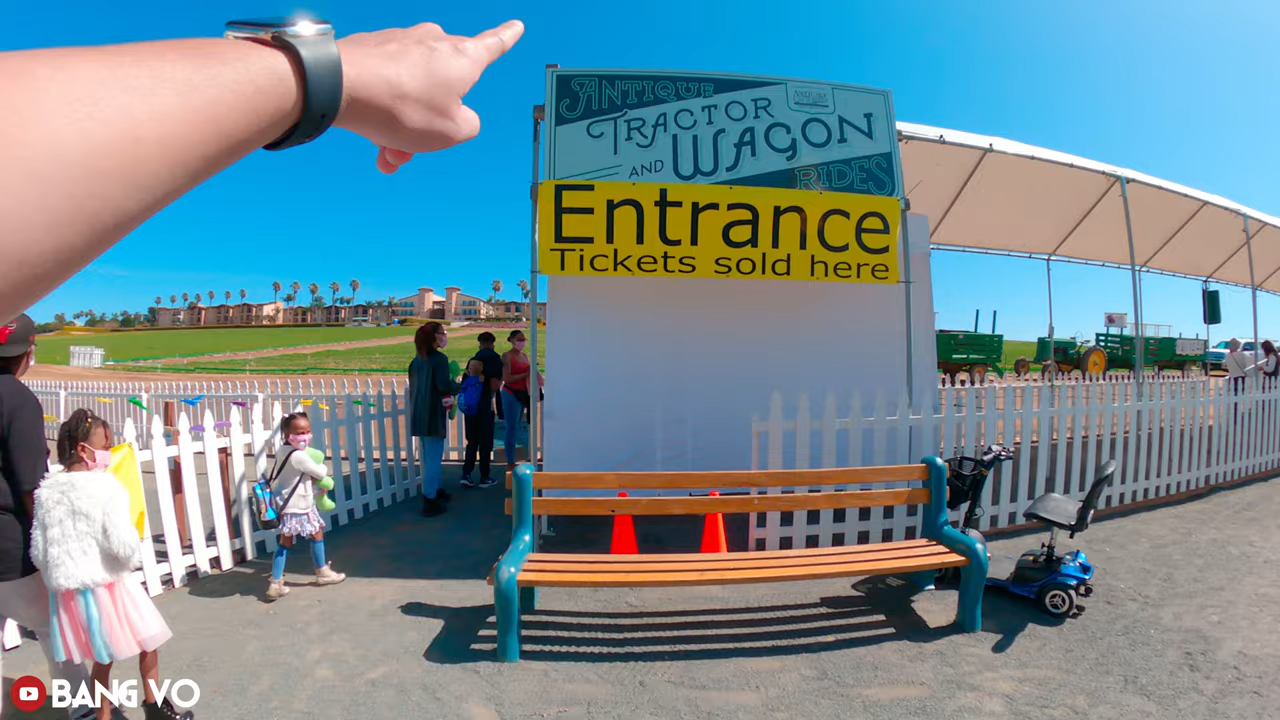 ANTIQUE
TRACTOR
AND WAGON
RIDES
Entrance
Tickets sold here
BANG VO